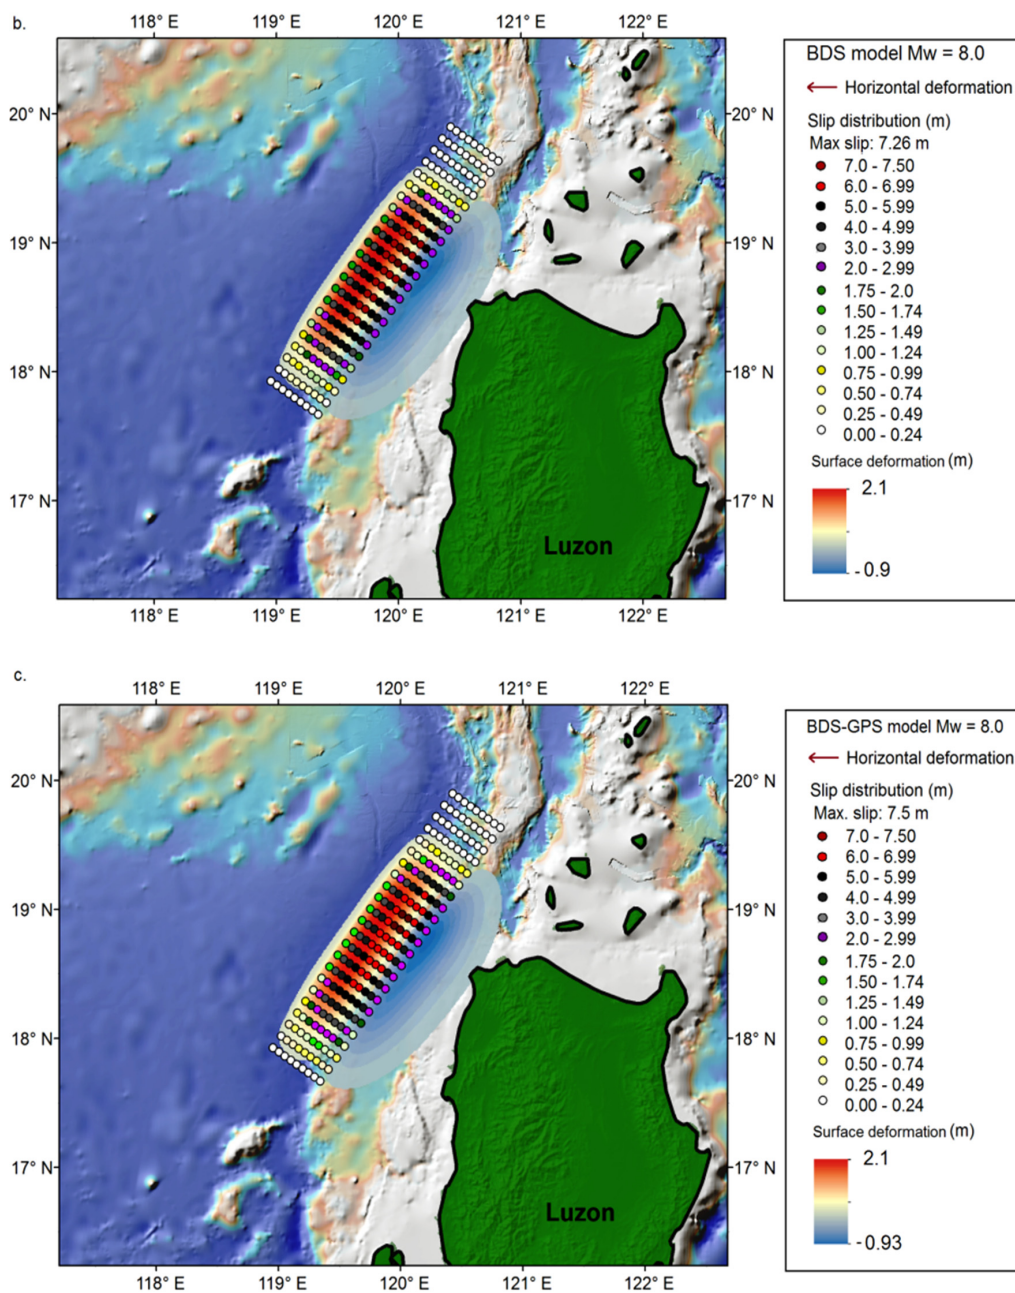 b.
118° E 119° E 120° E 121° E 122° E
20° N 20° N
19° N 19° N
18° N 18° N
17° N 17° N
Luzon
118° E 119° E 120° E 121° E 122° E
BDS model Mw = 8.0
Horizontal deformation
Slip distribution (m)
Max slip: 7.26 m
7.0 - 7.50
6.0 - 6.99
5.0 - 5.99
4.0 - 4.99
3.0 - 3.99
2.0 - 2.99
1.75 - 2.0
1.50 - 1.74
1.25 - 1.49
1.00 - 1.24
0.75 - 0.99
0.50 - 0.74
0.25 - 0.49
0.00 - 0.24
Surface deformation (m)
2.1
-0.9
c.
118° E 119° E 120° E 121° E 122° E
20° N 20° N
19° N 19° N
18° N 18° N
17° N 17° N
Luzon
118° E 119° E 120° E 121° E 122° E
BDS-GPS model Mw = 8.0
Horizontal deformation
Slip distribution (m)
Max. slip: 7.5 m
7.0 - 7.50
6.0 - 6.99
5.0 - 5.99
4.0 - 4.99
3.0 - 3.99
2.0 - 2.99
1.75 - 2.0
1.50 - 1.74
1.25 - 1.49
1.00 - 1.24
0.75 - 0.99
0.50 - 0.74
0.25 - 0.49
0.00 - 0.24
Surface deformation (m)
2.1
-0.93